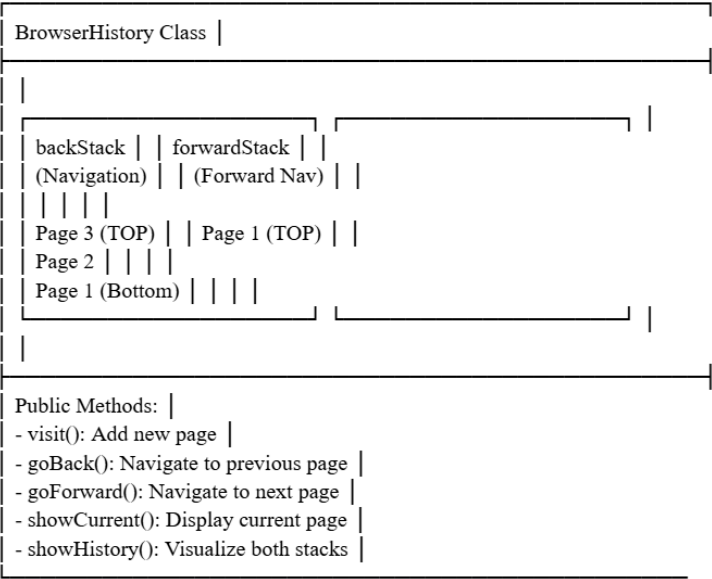 BrowserHistory Class │
│ │
│ backStack │ │ forwardStack │ │
│ │ (Navigation) │ │ (Forward Nav) │ │
│ │ │ │ │ │
│ │ Page 3 (TOP) │ │ Page 1 (TOP) │ │
│ │ Page 2 │ │ │ │
│ │ Page 1 (Bottom) │ │ │ │
│ │
│ Public Methods: │
│ - visit(): Add new page │
│ - goBack(): Navigate to previous page │
│ - goForward(): Navigate to next page │
│ - showCurrent(): Display current page │
│ - showHistory(): Visualize both stacks │